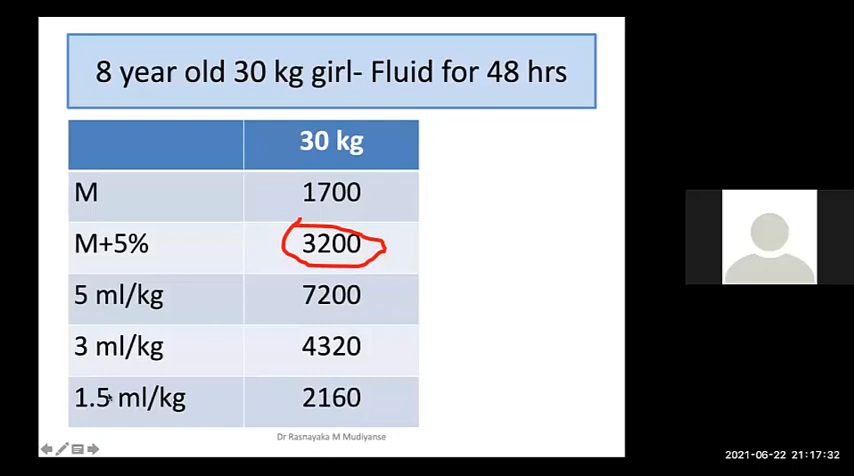 8 year old 30 kg girl- Fluid for 48 hrs
30 kg
M 1700
M+5% 3200
5 ml/kg 7200
3 ml/kg 4320
1.5 ml/kg 2160
Dr Rasnayaka M Mudiyanse
2021-06-22 21:17:32